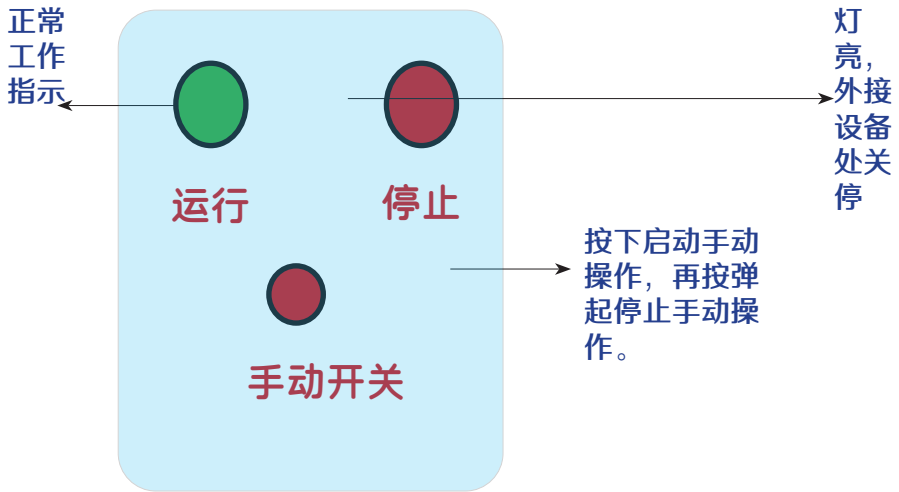 正常
工作
指示
运行
停止
手动开关
灯
亮，
外接
设备
处关
停
按下启动手动
操作，再按弹
起停止手动操
作。